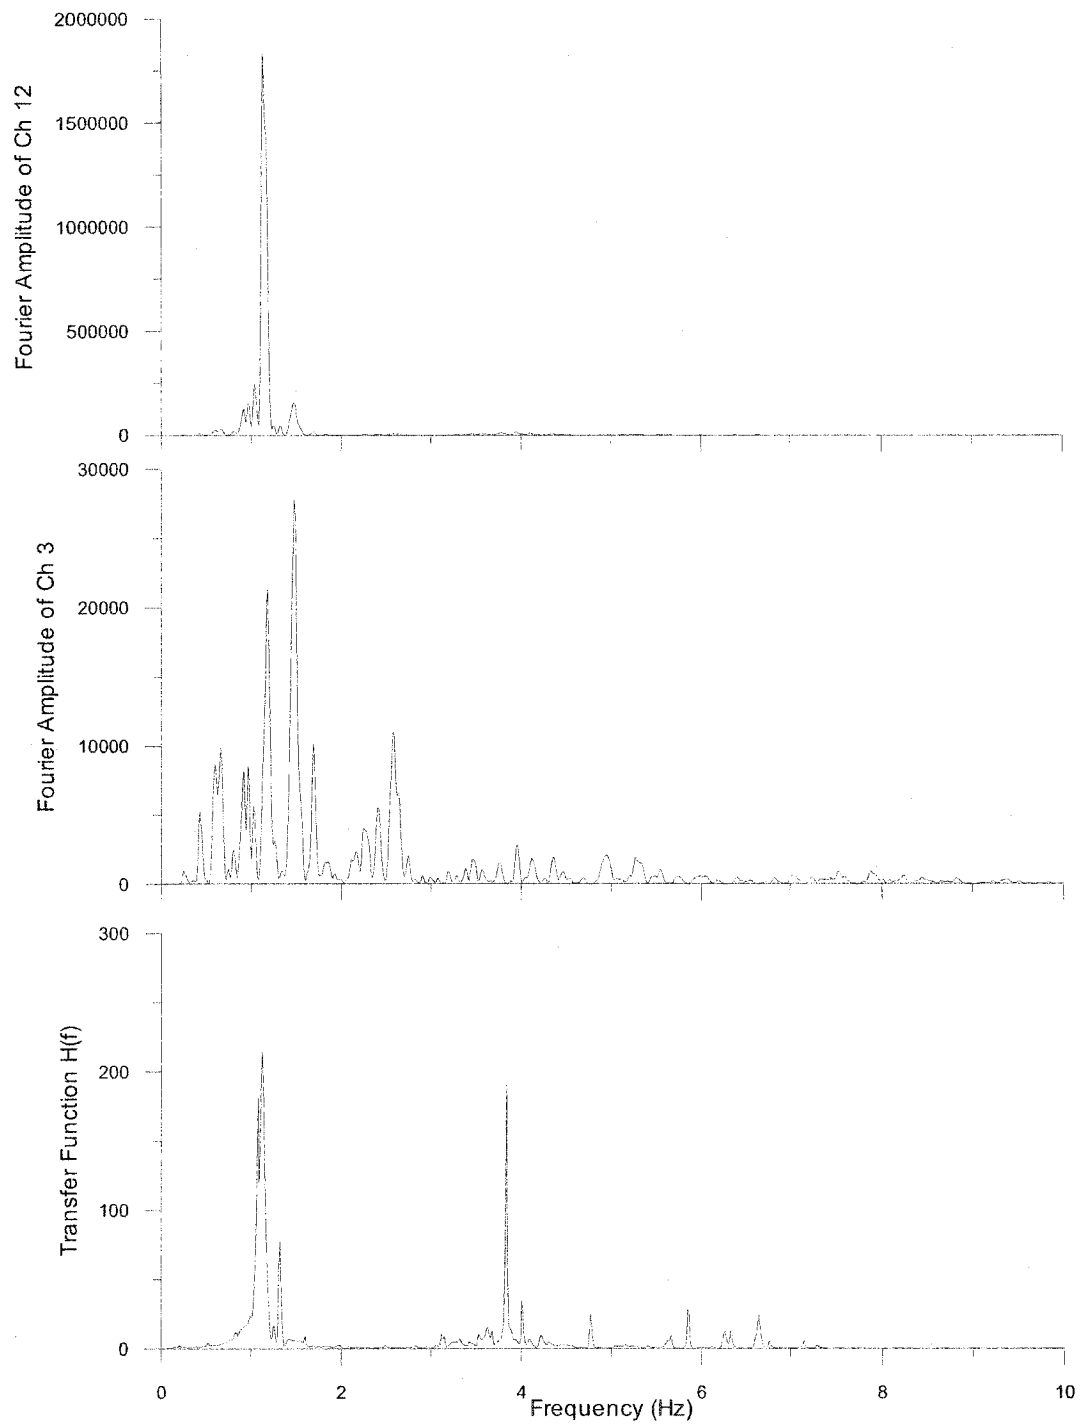 2000000
1500000
1000000
500000
0
Fourier Amplitude of Ch 12
30000
20000
10000
0
Fourier Amplitude of Ch 3
300
200
100
0
Transfer Function H(f)
0 2 4 6 8 10
Frequency (Hz)